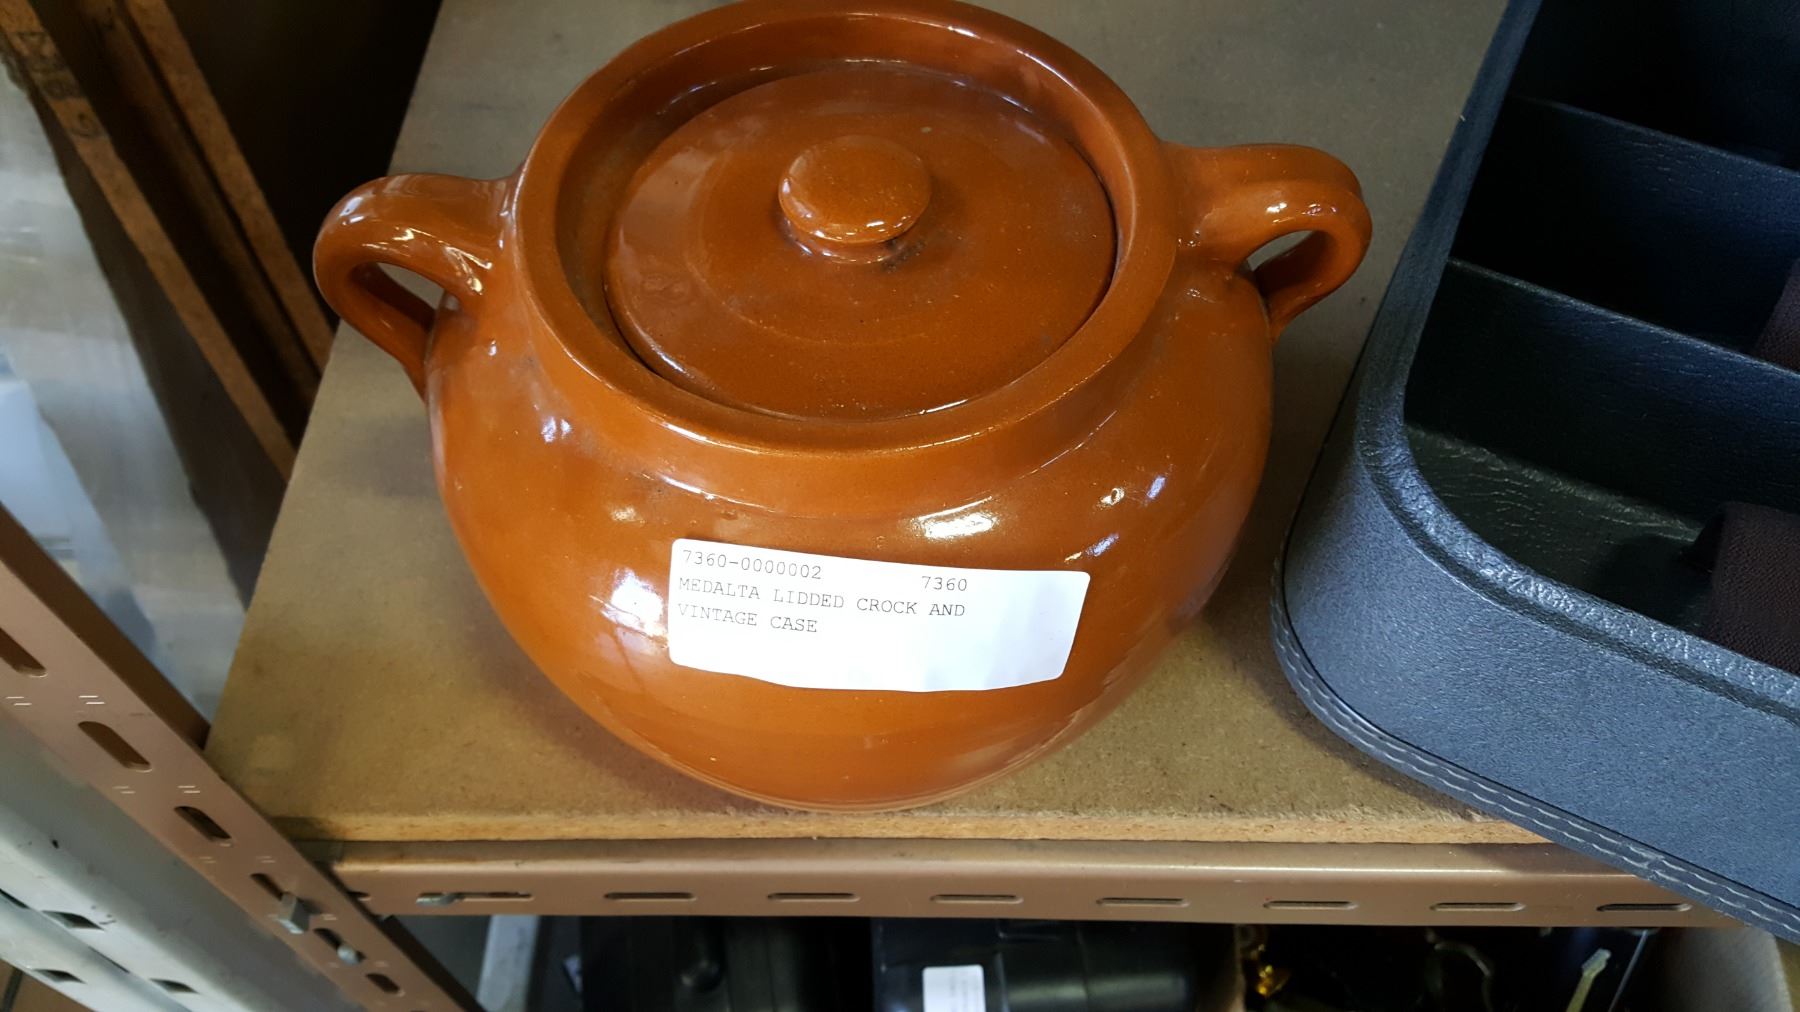 7360-0000002 7360
MEDALTA LIDDED CROCK AND
VINTAGE CASE